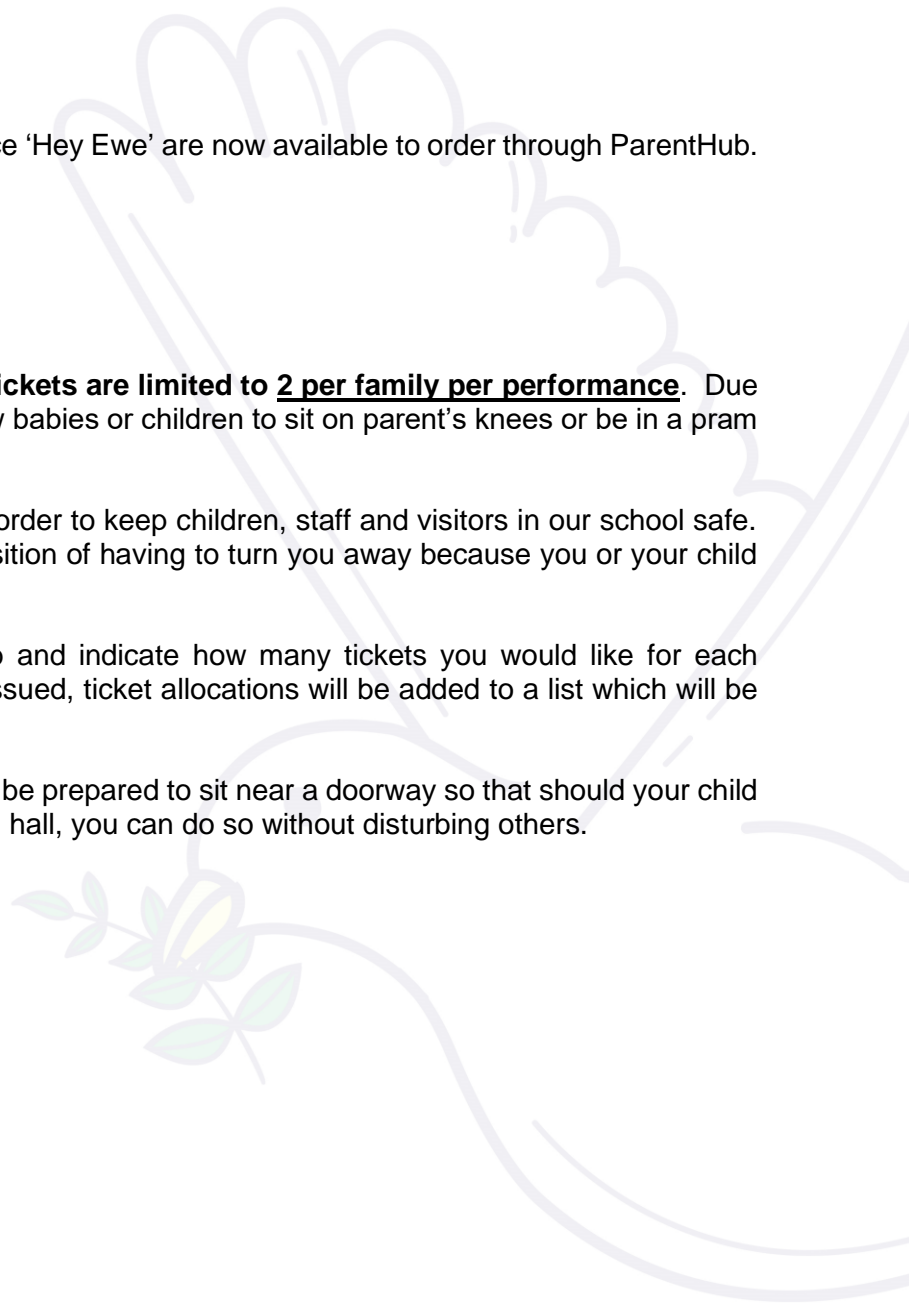 ‘Hey Ewe’ are now available to order through ParentHub.
tickets are limited to 2 per family per performance. Due
babies or children to sit on parent’s knees or be in a pram
order to keep children, staff and visitors in our school safe.
of having to turn you away because you or your child
and indicate how many tickets you would like for each
ticket allocations will be added to a list which will be
be prepared to sit near a doorway so that should your child
hall, you can do so without disturbing others.